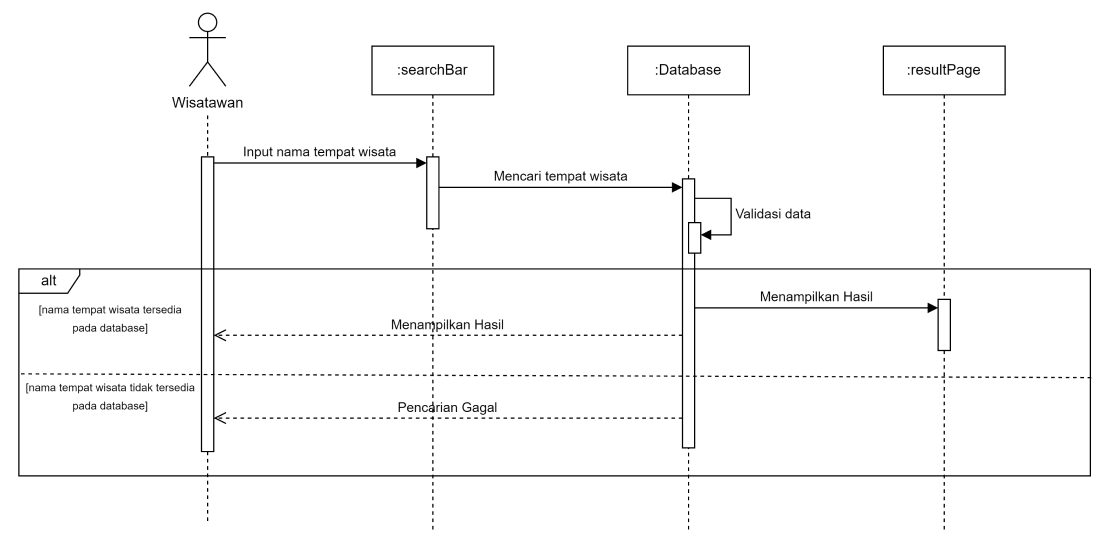 Wisatawan
:searchBar
:Database
:resultPage
Input nama tempat wisata
Mencari tempat wisata
Validasi data
alt
[nama tempat wisata tersedia
pada database]
Menampilkan Hasil
Menampilkan Hasil
[nama tempat wisata tidak tersedia
pada database]
Pencarian Gagal